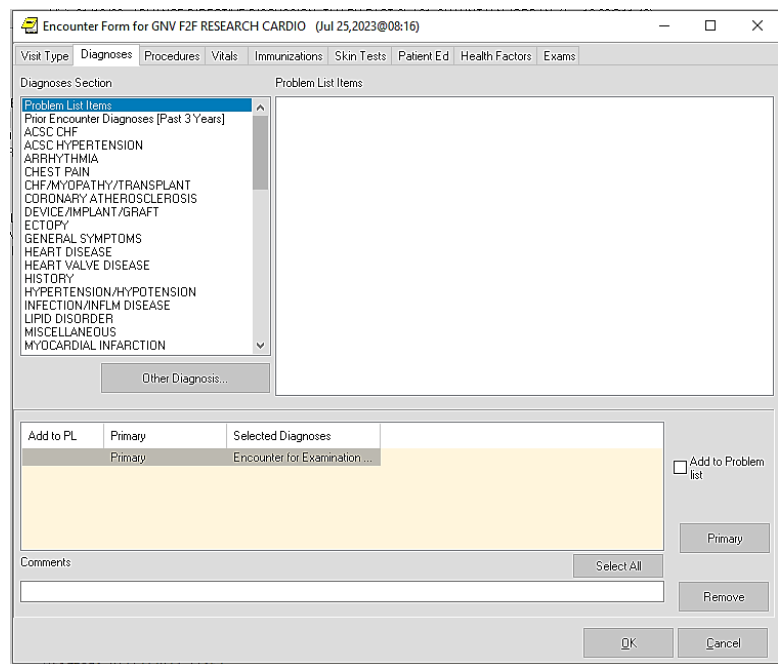 Encounter Form for GNV F2F RESEARCH CARDIO (Jul 25,2023@08:16)
Visit Type Diagnoses Procedures Vitals Immunizations Skin Tests Patient Ed Health Factors Exams
Diagnoses Section Problem List Items
Problem List Items
Prior Encounter Diagnoses [Past 3 Years]
ACSC CHF
ACSC HYPERTENSION
ARRHYTHMIA
CHEST PAIN
CHF/MYOPATHY/TRANSPLANT
CORONARY ATHEROSCLEROSIS
DEVICE/IMPLANT/GRAFT
ECTOPY
GENERAL SYMPTOMS
HEART DISEASE
HEART VALVE DISEASE
HISTORY
HYPERTENSION/HYPOTENSION
INFECTION/INFLM DISEASE
LIPID DISORDER
MISCELLANEOUS
MYOCARDIAL INFARCTION
Other Diagnosis...
Add to PL Primary Selected Diagnoses
Primary Encounter for Examination ...
Add to Problem
list
Primary
Comments Select All
Remove
OK Cancel